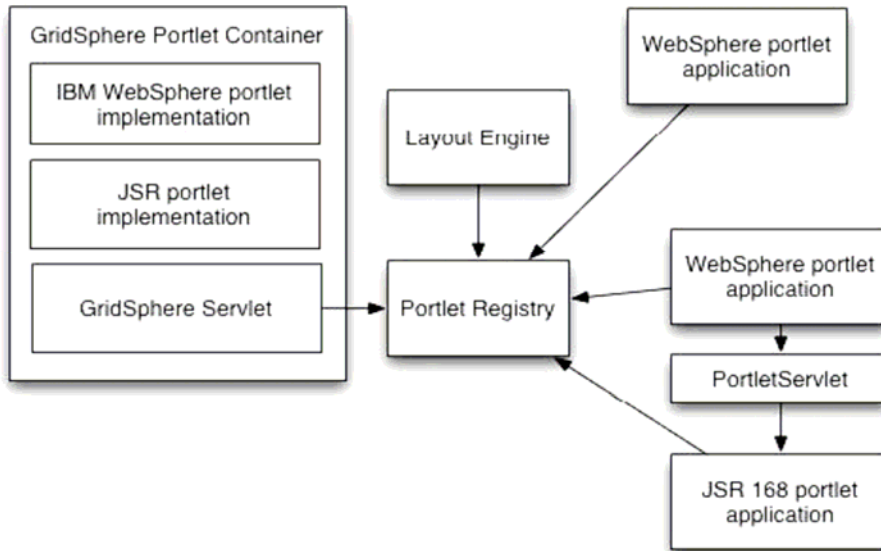 GridSphere Portlet Container
IBM WebSphere portlet
implementation
JSR portlet
implementation
GridSphere Servlet
Layout Engine
Portlet Registry
WebSphere portlet
application
WebSphere portlet
application
PortletServlet
JSR 168 portlet
application